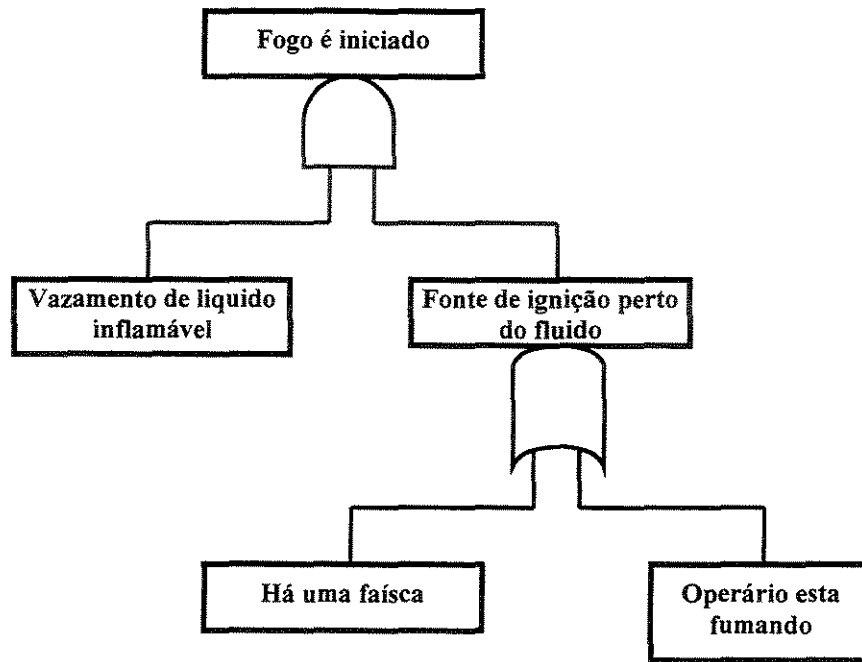 Fogo é iniciado
Vazamento de liquido
inflamável
Fonte de ignição perto
do fluido
Há uma faísca
Operário esta
fumando